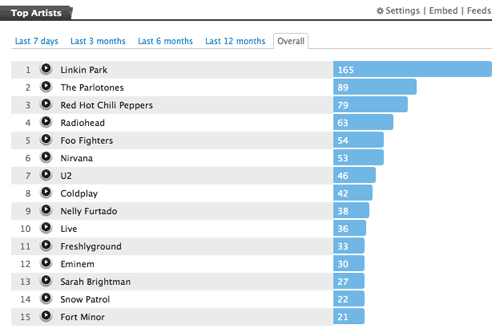 Top Artists
Settings | Embed | Feeds
Last 7 days Last 3 months Last 6 months Last 12 months Overall
1 Linkin Park 165
2 The Parlotones 89
3 Red Hot Chili Peppers 79
4 Radiohead 63
5 Foo Fighters 54
6 Nirvana 53
7 U2 46
8 Coldplay 42
9 Nelly Furtado 38
10 Live 36
11 Freshlyground 33
12 Eminem 30
13 Sarah Brightman 27
14 Snow Patrol 22
15 Fort Minor 21